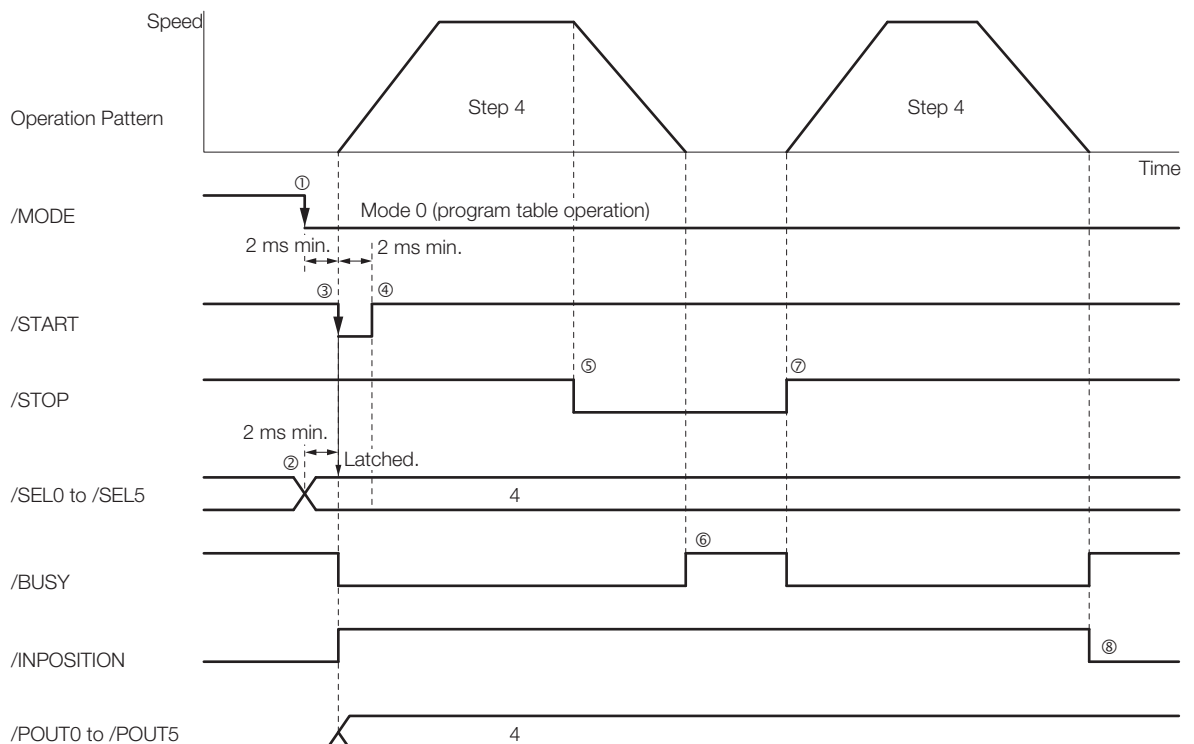 Speed
Operation Pattern
Step 4
Step 4
Time
①
/MODE
Mode 0 (program table operation)
2 ms min.
2 ms min.
③
④
/START
⑤
⑦
/STOP
2 ms min.
②
Latched.
/SEL0 to /SEL5
4
⑥
/BUSY
/INPOSITION
⑧
/POUT0 to /POUT5
4